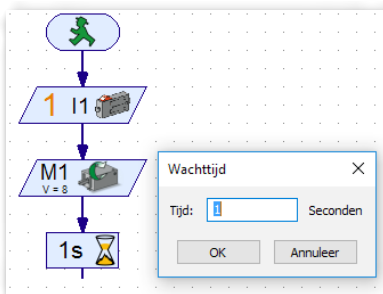 1 I1
M1
V = 8
1s
Wachttijd
Tijd: 1 Seconden
OK Annuleer